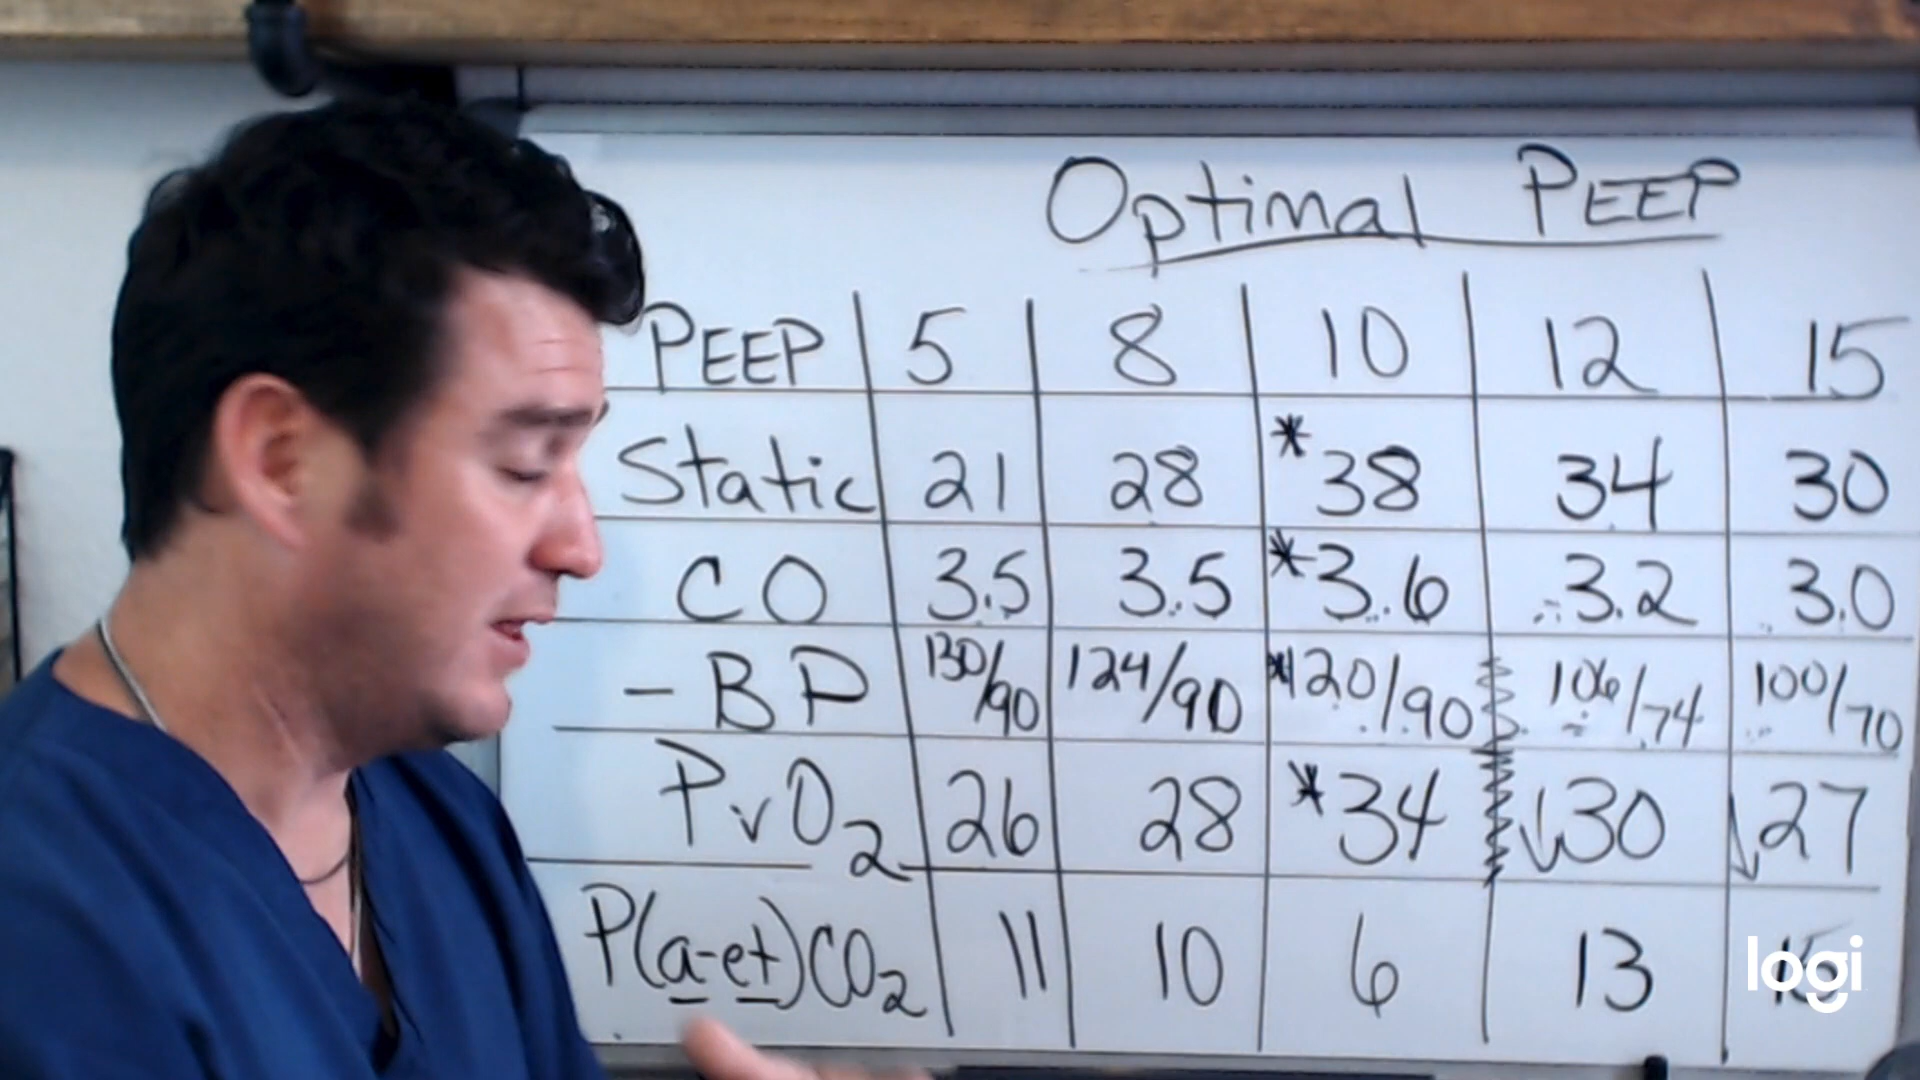 Optimal PEEP
PEEP 5 8 10 12 15
Static 21 28 *38 34 30
CO 3.5 3.5 *3.6 3.2 3.0
-BP 130/90 124/90 *120/90 106/74 100/70
PvO2 26 28 *34 ↓30 ↓27
P(a-et)CO2 11 10 6 13
logi